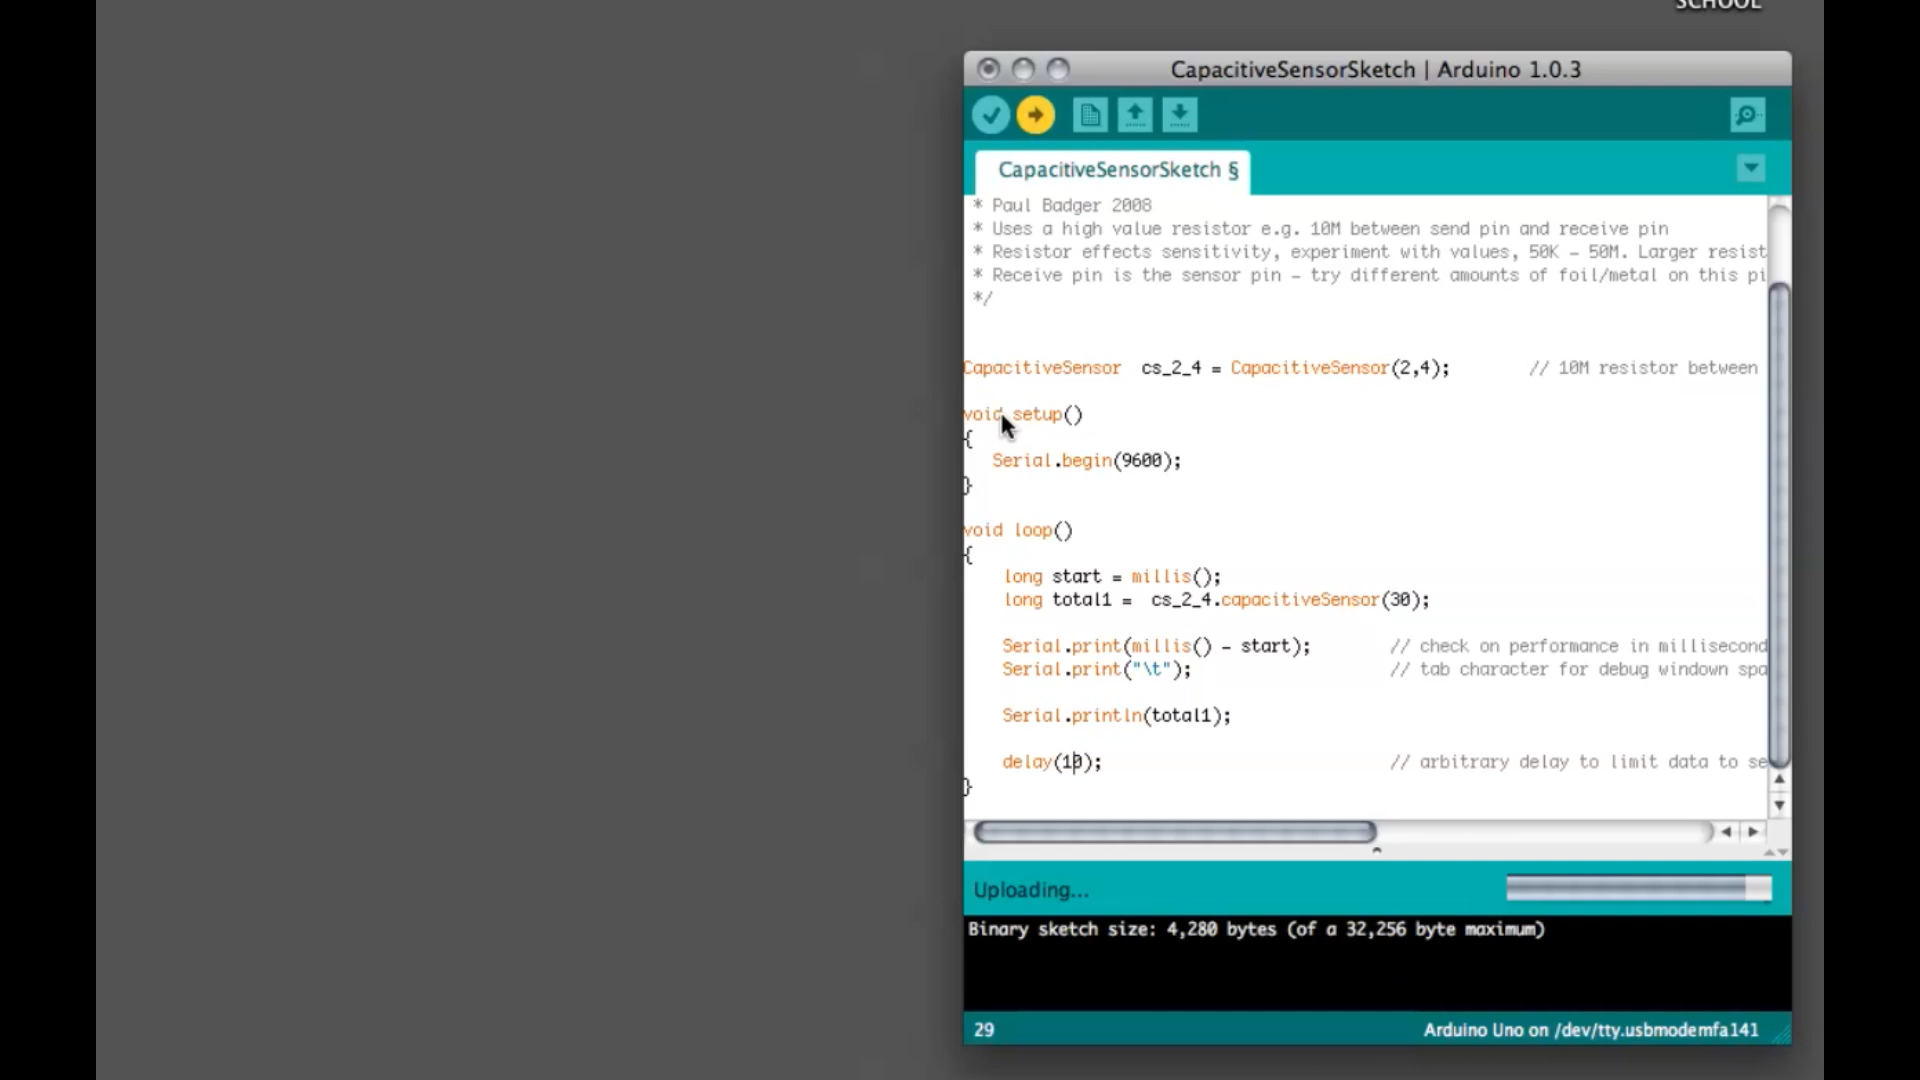 SCHOOL
CapacitiveSensorSketch | Arduino 1.0.3
CapacitiveSensorSketch §
* Paul Badger 2008
* Uses a high value resistor e.g. 10M between send pin and receive pin
* Resistor effects sensitivity, experiment with values, 50K - 50M. Larger resist
* Receive pin is the sensor pin - try different amounts of foil/metal on this pi
*/
CapacitiveSensor cs_2_4 = CapacitiveSensor(2,4); // 10M resistor between
void setup()
{
Serial.begin(9600);
}
void loop()
{
long start = millis();
long total1 = cs_2_4.capacitiveSensor(30);
Serial.print(millis() - start); // check on performance in millisecond
Serial.print("\t"); // tab character for debug windown spa
Serial.println(total1);
delay(10); // arbitrary delay to limit data to se
}
Uploading...
Binary sketch size: 4,280 bytes (of a 32,256 byte maximum)
29 Arduino Uno on /dev/tty.usbmodemfa141